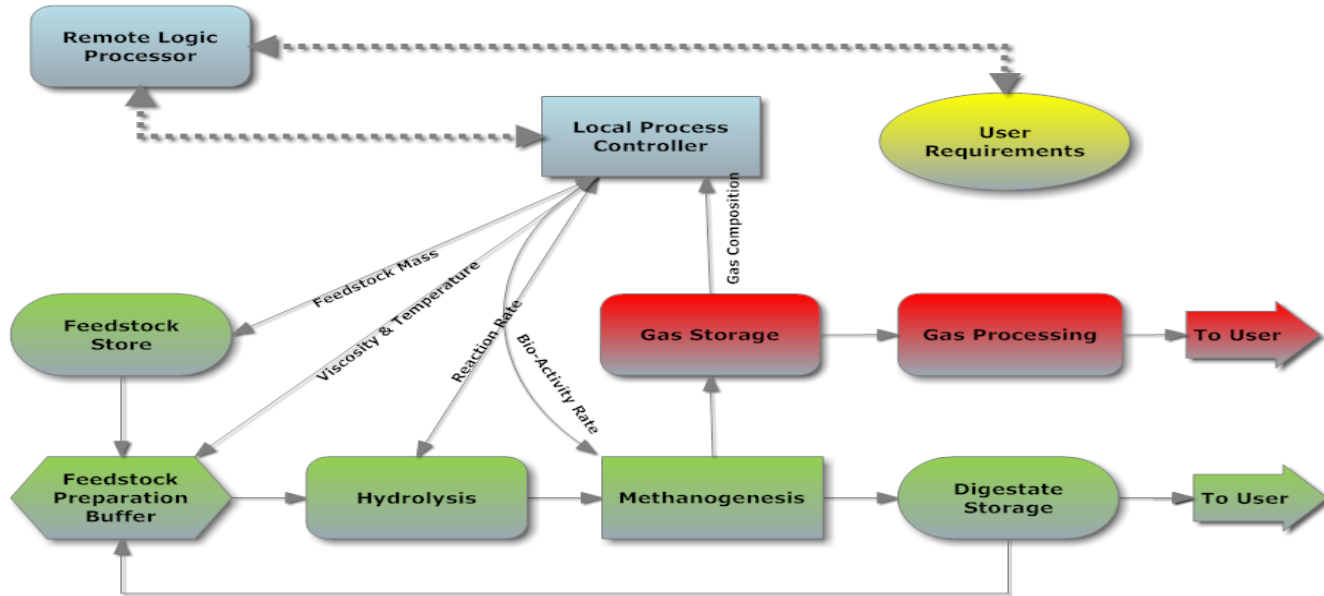 Remote Logic
Processor
Local Process
Controller
User
Requirements
Gas Composition
Feedstock Mass
Viscosity & Temperature
Reaction Rate
Bio-Activity Rate
Feedstock
Store
Gas Storage
Gas Processing
To User
Feedstock
Preparation
Buffer
Hydrolysis
Methanogenesis
Digestate
Storage
To User